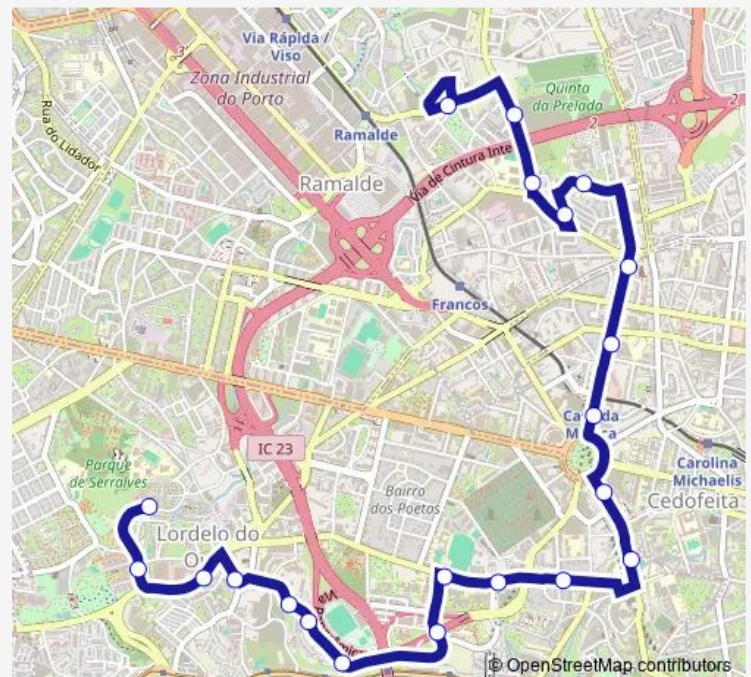 Via Rápida /
Viso
Zona Industrial
do Porto
3
Quinta
da Prelada
2
2
Rua do Lidador
Ramalde
Via de Cintura Inte
Ramalde
Francos
IC 23
Carolina
Michaelis
Cedofeita
Parque
de Serralves
Bairro
dos Poetas
Lordelo do
© OpenStreetMap contributors